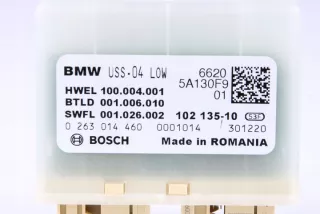 BMW USS-04 LOW 6620
5A130F9
01
HWEL 100.004.001
BTLD 001.006.010
SWFL 001.026.002 102 135-10
0 263 014 460 0001014 301220
BOSCH Made in ROMANIA